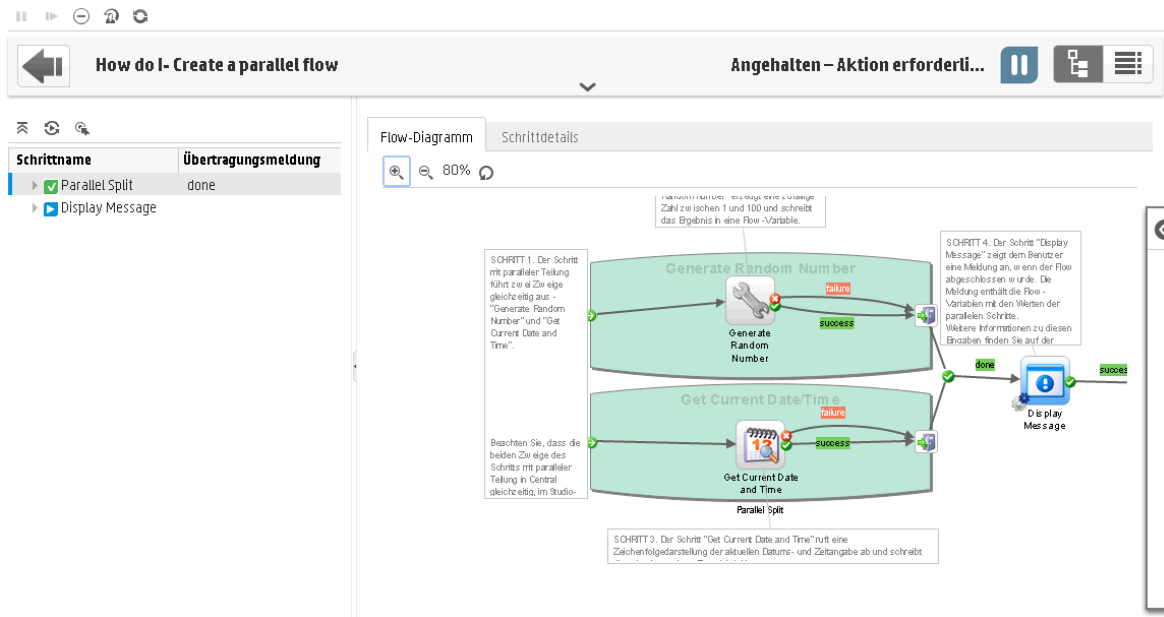 How do I- Create a parallel flow
Angehalten – Aktion erforderli...
Schrittname
Übertragungsmeldung
Parallel Split
done
Display Message
Flow-Diagramm
Schrittdetails
80%
Zahl zwischen 1 und 100 und schreibt
das Ergebnis in eine Flow-Variable.
SCHRITT 1. Der Schritt
mit paralleler Teilung
führt zwei Zweige
gleichzeitig aus -
"Generate Random
Number" und "Get
Current Date and
Time".
Beachten Sie, dass die
beiden Zweige des
Schritts mit paralleler
Teilung in Central
gleichzeitig, im Studio-
Generate Random Number
failure
success
Generate
Random
Number
Get Current Date/Time
failure
success
Get Current Date
and Time
Parallel Split
SCHRITT 4. Der Schritt "Display
Message" zeigt dem Benutzer
eine Meldung an, wenn der Flow
abgeschlossen wurde. Die
Meldung enthält die Flow-
Variablen mit den Werten der
parallelen Schritte.
Weitere Informationen zu diesen
Eingaben finden Sie auf der
done
succes
Display
Message
SCHRITT 3. Der Schritt "Get Current Date and Time" ruft eine
Zeichenfolgedarstellung der aktuellen Datums- und Zeitangabe ab und schreibt